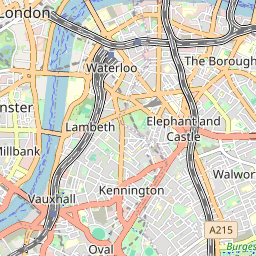 London
Waterloo
The Borough
nster
Lambeth
Elephant and
Castle
Millbank
Walwor
Kennington
Vauxhall
A215
Oval
Burges